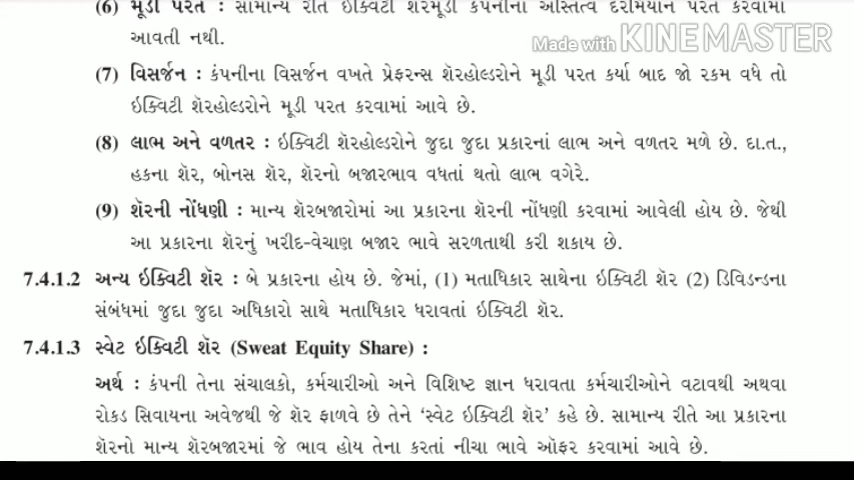 (6) મૂડી પરત : સામાન્ય રીતે ઇક્વિટી શૅરમૂડી કંપનીના અસ્તિત્વ દરમિયાન પરત કરવામાં
આવતી નથી.
Made with KINEMASTER
(7) વિસર્જન : કંપનીના વિસર્જન વખતે પ્રેફરન્સ શૅરહોલ્ડરોને મૂડી પરત કર્યા બાદ જો રકમ વધે તો
ઇક્વિટી શૅરહોલ્ડરોને મૂડી પરત કરવામાં આવે છે.
(8) લાભ અને વળતર : ઇક્વિટી શૅરહોલ્ડરોને જુદા જુદા પ્રકારનાં લાભ અને વળતર મળે છે. દા.ત.,
હકના શૅર, બોનસ શૅર, શૅરનો બજારભાવ વધતાં થતો લાભ વગેરે.
(9) શૅરની નોંધણી : માન્ય શૅરબજારોમાં આ પ્રકારના શૅરની નોંધણી કરવામાં આવેલી હોય છે. જેથી
આ પ્રકારના શૅરનું ખરીદ-વેચાણ બજાર ભાવે સરળતાથી કરી શકાય છે.
7.4.1.2 અન્ય ઇક્વિટી શૅર : બે પ્રકારના હોય છે. જેમાં, (1) મતાધિકાર સાથેના ઇક્વિટી શૅર (2) ડિવિડન્ડના
સંબંધમાં જુદા જુદા અધિકારો સાથે મતાધિકાર ધરાવતાં ઇક્વિટી શૅર.
7.4.1.3 સ્વેટ ઇક્વિટી શૅર (Sweat Equity Share) :
અર્થ : કંપની તેના સંચાલકો, કર્મચારીઓ અને વિશિષ્ટ જ્ઞાન ધરાવતા કર્મચારીઓને વટાવથી અથવા
રોકડ સિવાયના અવેજથી જે શૅર ફાળવે છે તેને ‘સ્વેટ ઇક્વિટી શૅર’ કહે છે. સામાન્ય રીતે આ પ્રકારના
શૅરનો માન્ય શૅરબજારમાં જે ભાવ હોય તેના કરતાં નીચા ભાવે ઑફર કરવામાં આવે છે.